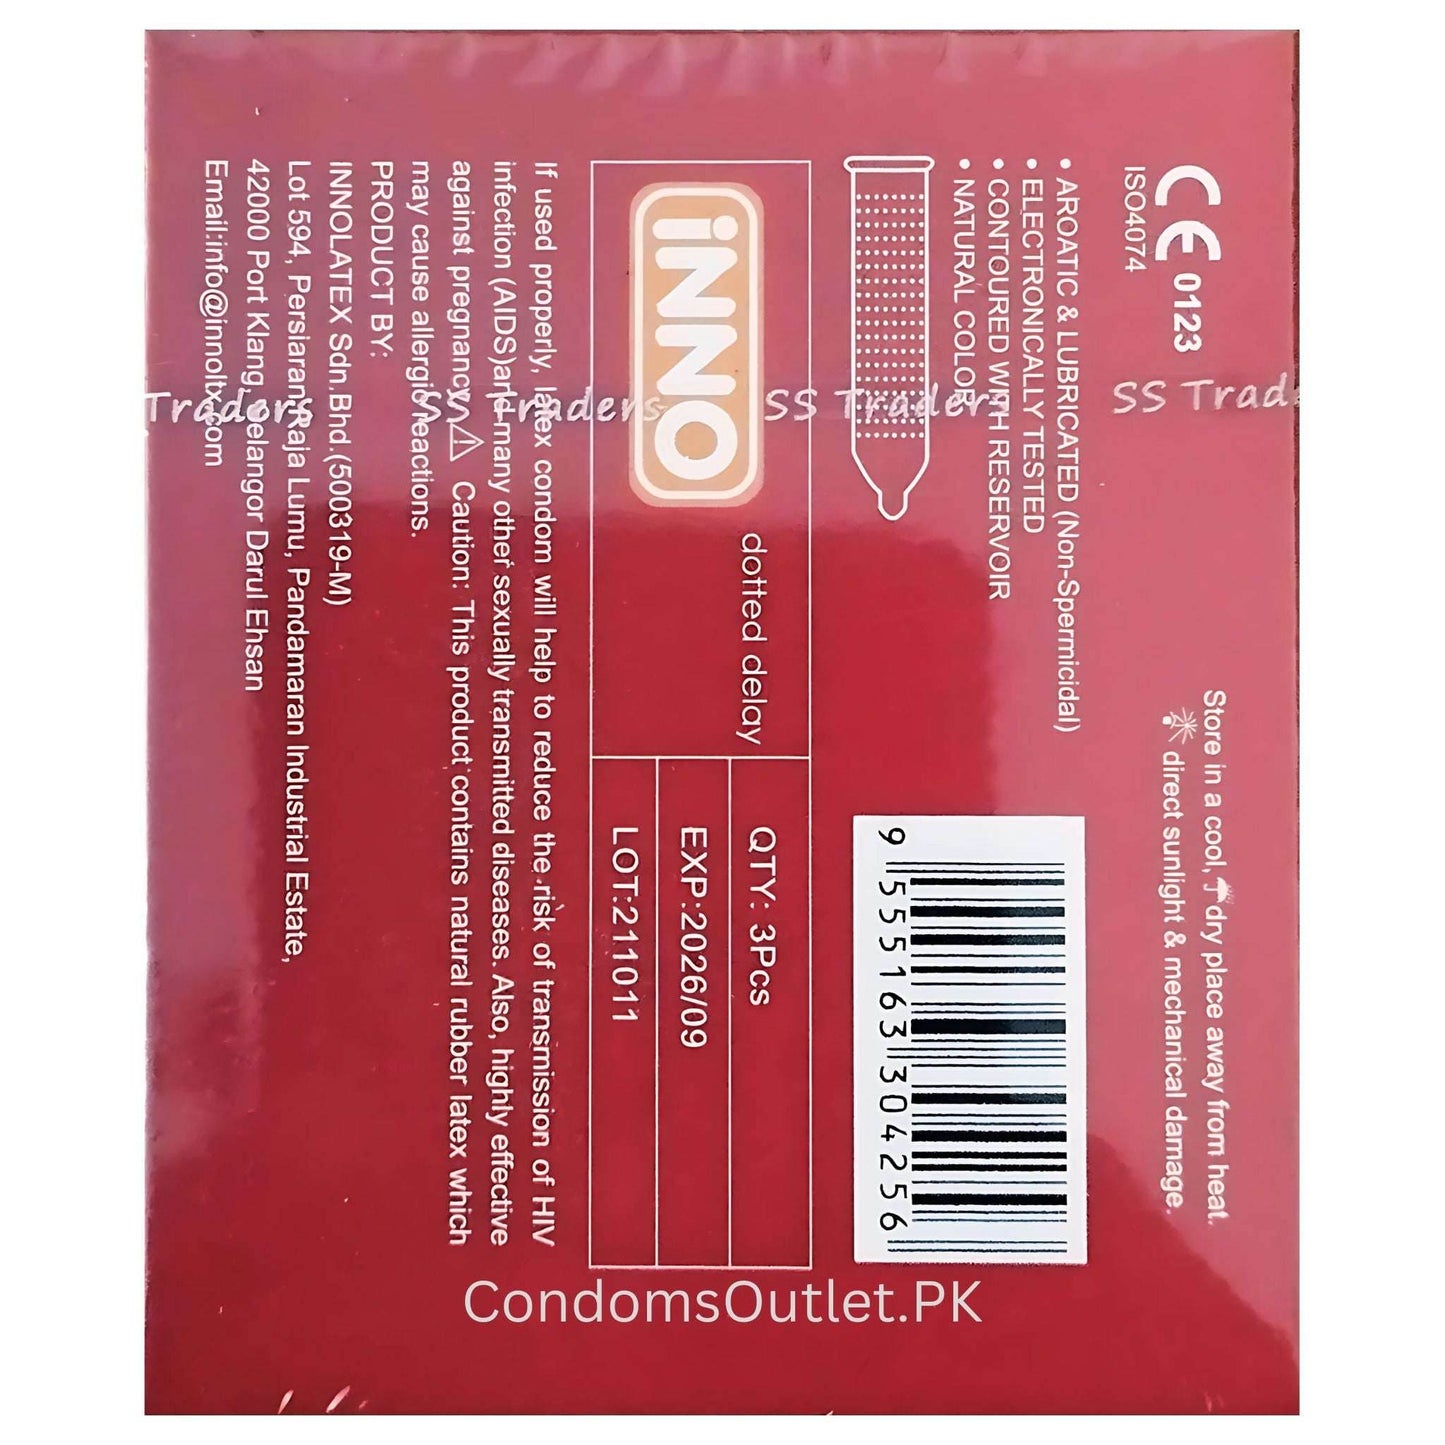 CE 0123
ISO4074
Store in a cool, dry place away from heat.
direct sunlight & mechanical damage.
• AROATIC & LUBRICATED (Non-Spermicidal)
• ELECTRONICALLY TESTED
• CONTOURED WITH RESERVOIR
• NATURAL COLOR
9 555163 304256
iNNO
dotted delay
QTY: 3Pcs
EXP:2026/09
LOT:211011
If used properly, latex condom will help to reduce the risk of transmission of HIV
infection (AIDS)and many other sexually transmitted diseases. Also, highly effective
against pregnancy. Caution: This product contains natural rubber latex which
may cause allergic reactions.
PRODUCT BY:
INNOLATEX Sdn.Bhd.(500319-M)
Lot 594, Persiaran Raja Lumu, Pandamaran Industrial Estate,
42000 Port Klang, Selangor Darul Ehsan
Email:info@innoltx.com
Traders SS Traders SS Traders SS Trad
CondomsOutlet.PK